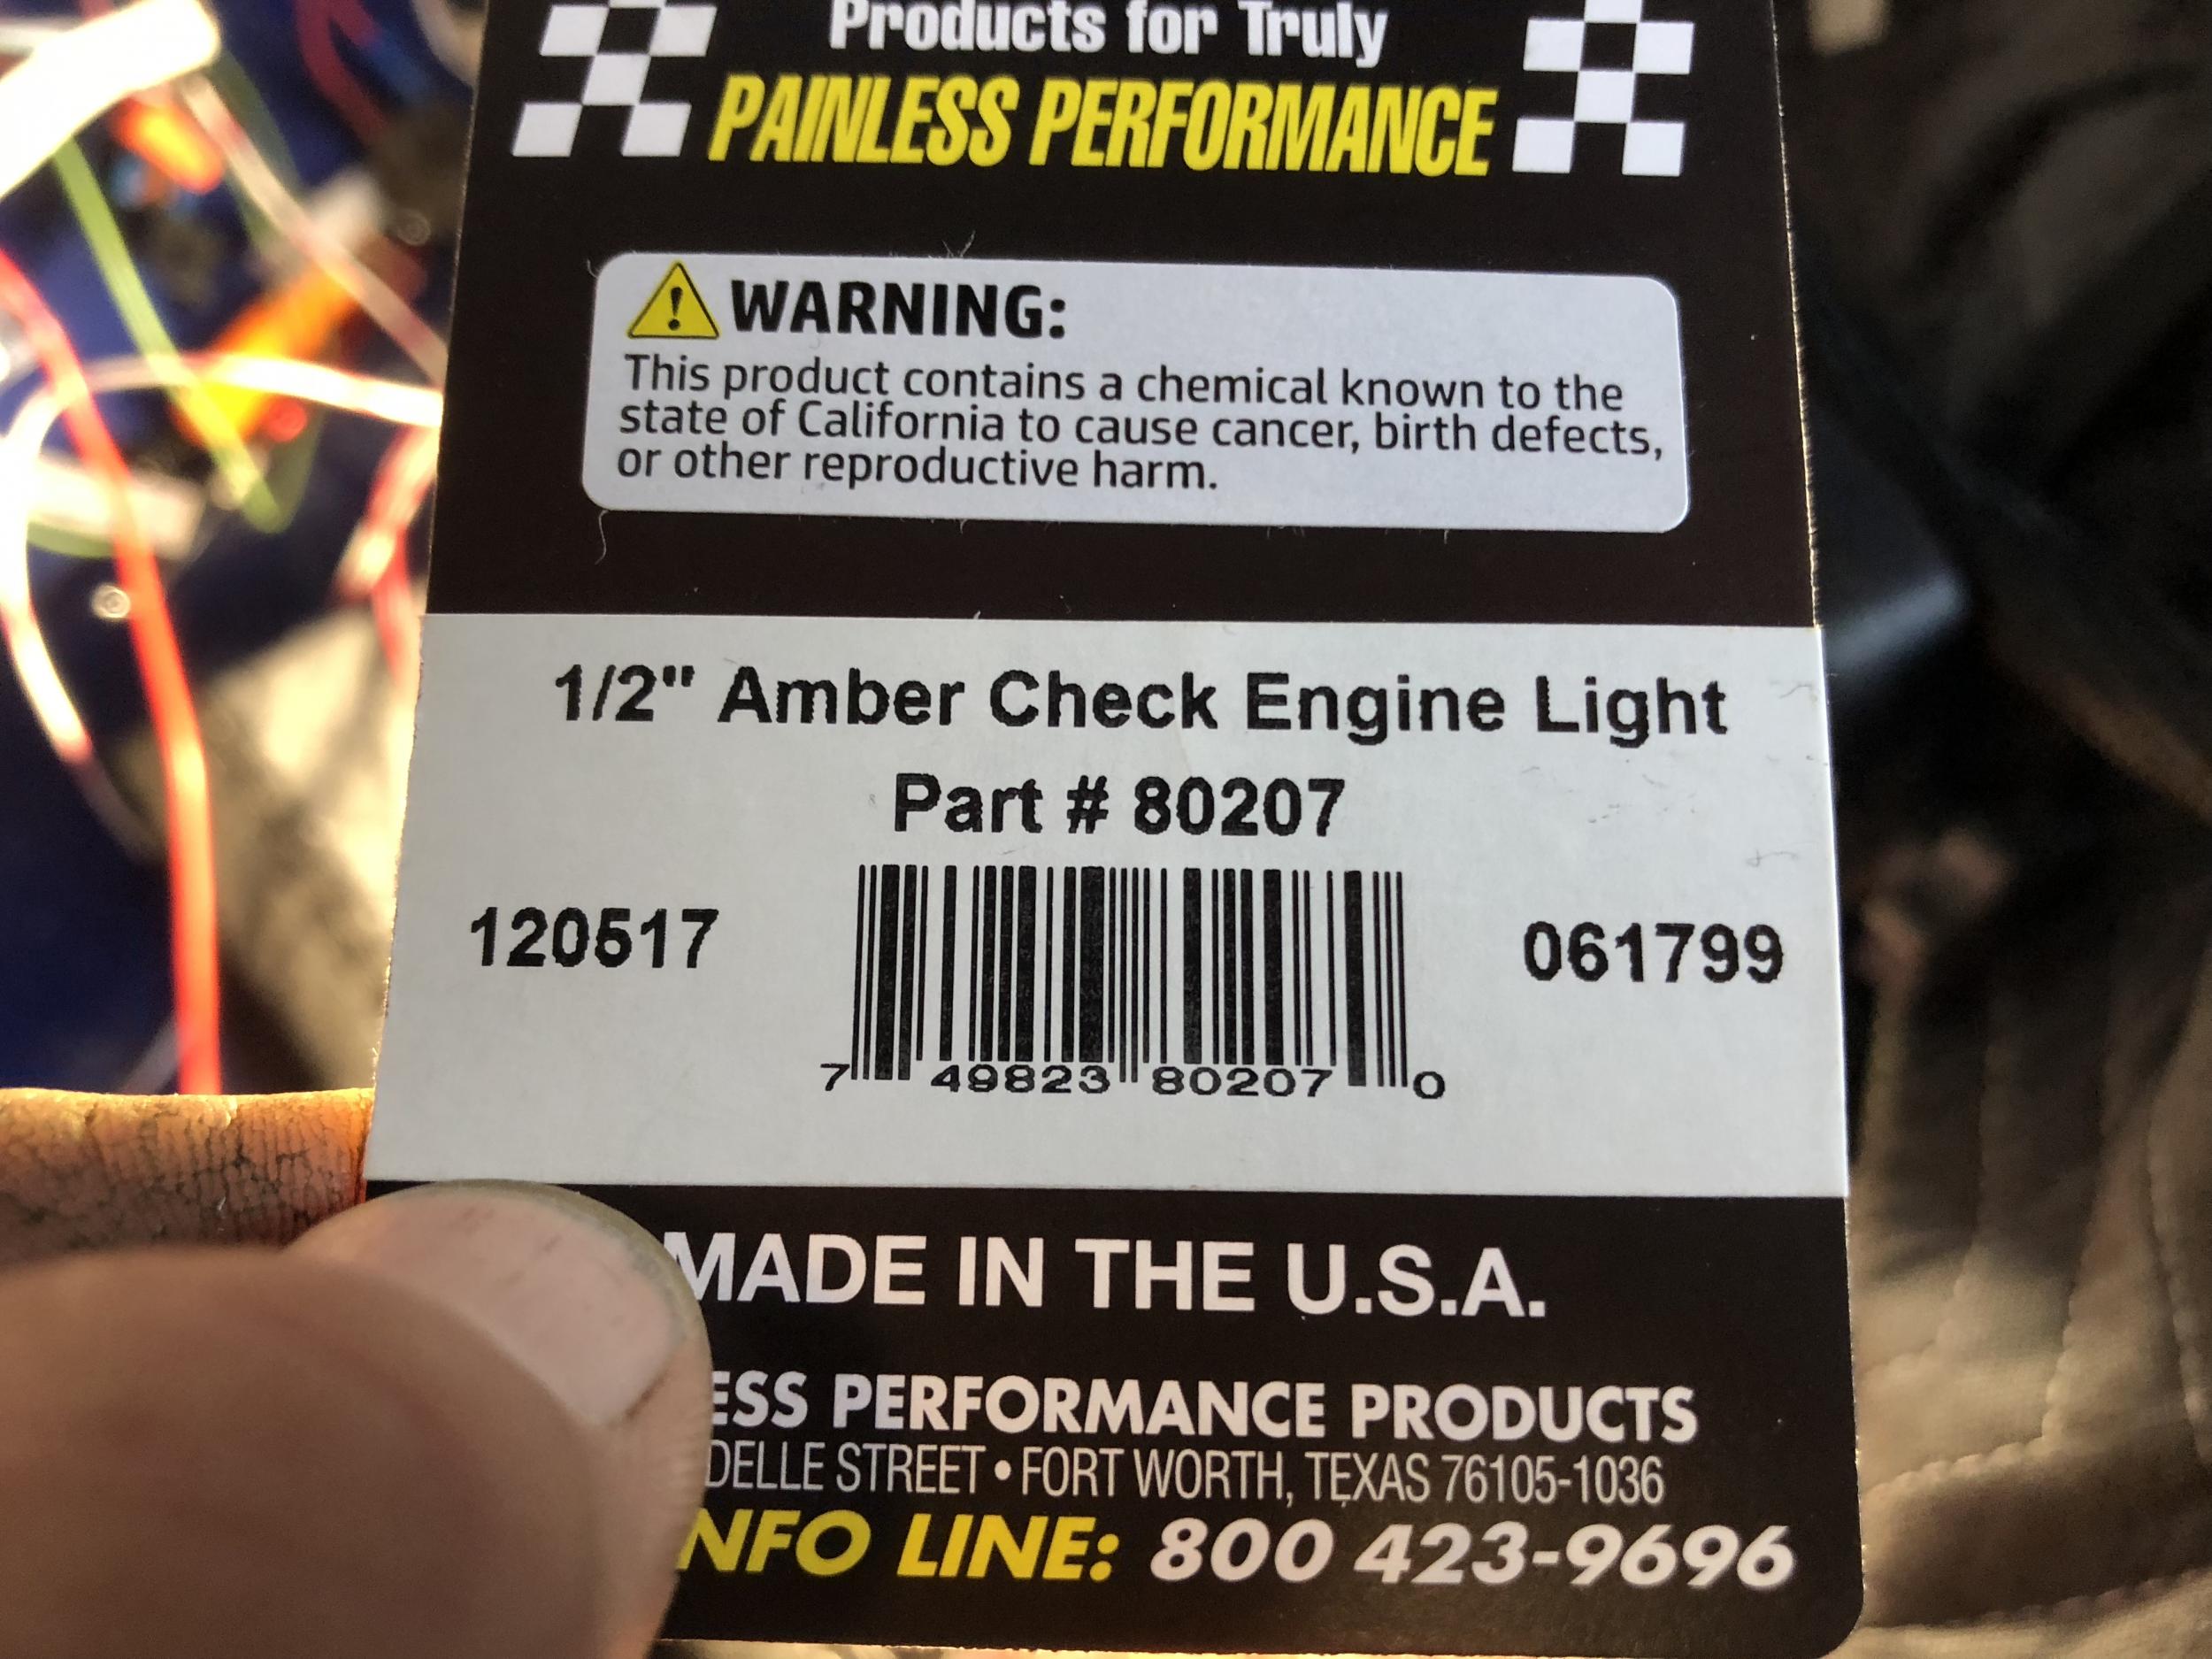 Products for Truly
PAINLESS PERFORMANCE
WARNING:
This product contains a chemical known to the
state of California to cause cancer, birth defects,
or other reproductive harm.
1/2" Amber Check Engine Light
Part # 80207
120517
061799
7 49823 80207 0
MADE IN THE U.S.A.
ESS PERFORMANCE PRODUCTS
DELLE STREET • FORT WORTH, TEXAS 76105-1036
NFO LINE: 800 423-9696